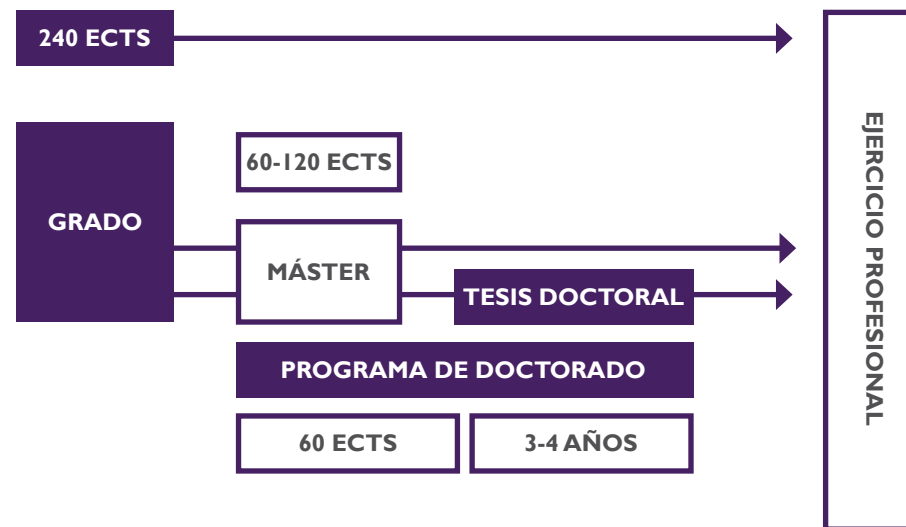 240 ECTS
60-120 ECTS
GRADO
MÁSTER
TESIS DOCTORAL
PROGRAMA DE DOCTORADO
60 ECTS
3-4 AÑOS
EJERCICIO PROFESIONAL